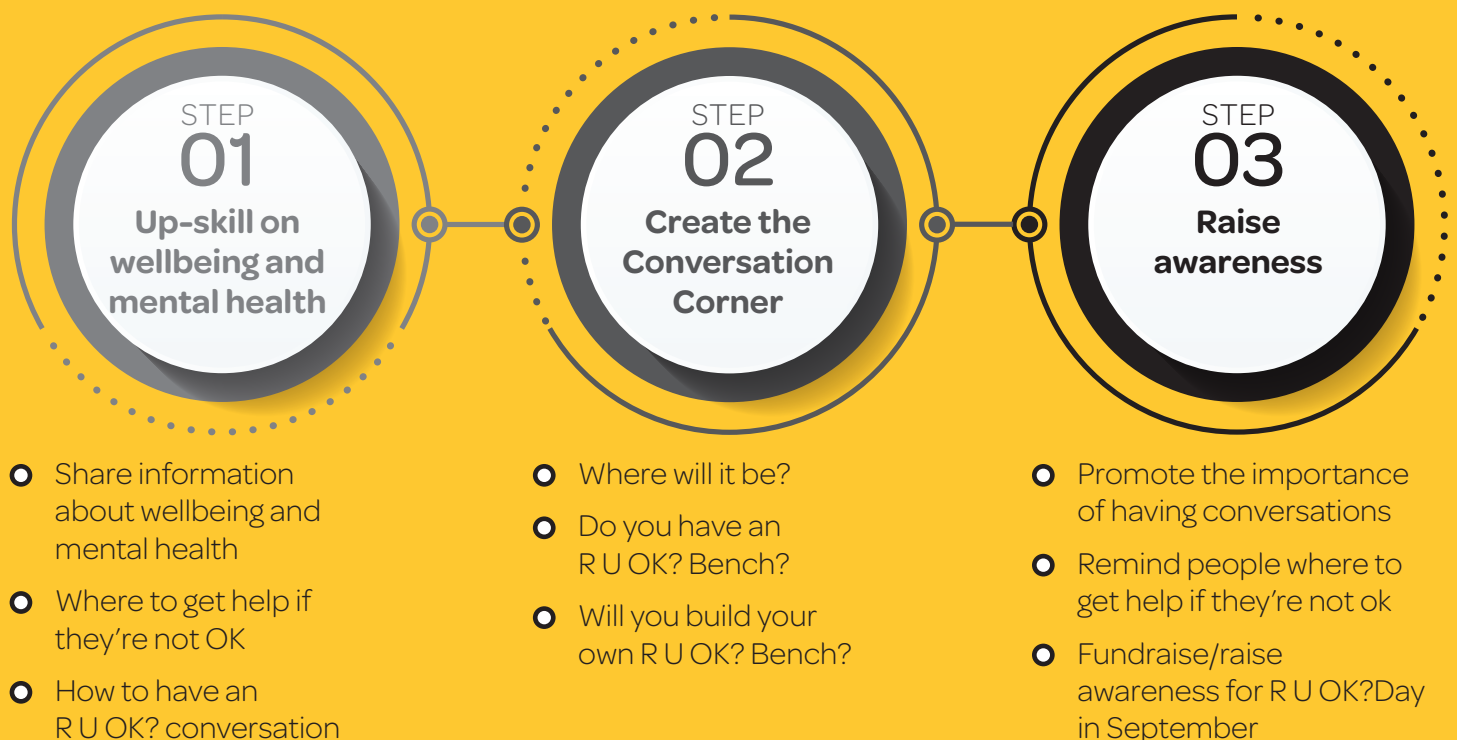 STEP
01
Up-skill on
wellbeing and
mental health
Share information
about wellbeing and
mental health
Where to get help if
they’re not OK
How to have an
R U OK? conversation
STEP
02
Create the
Conversation
Corner
Where will it be?
Do you have an
R U OK? Bench?
Will you build your
own R U OK? Bench?
STEP
03
Raise
awareness
Promote the importance
of having conversations
Remind people where to
get help if they’re not ok
Fundraise/raise
awareness for R U OK?Day
in September